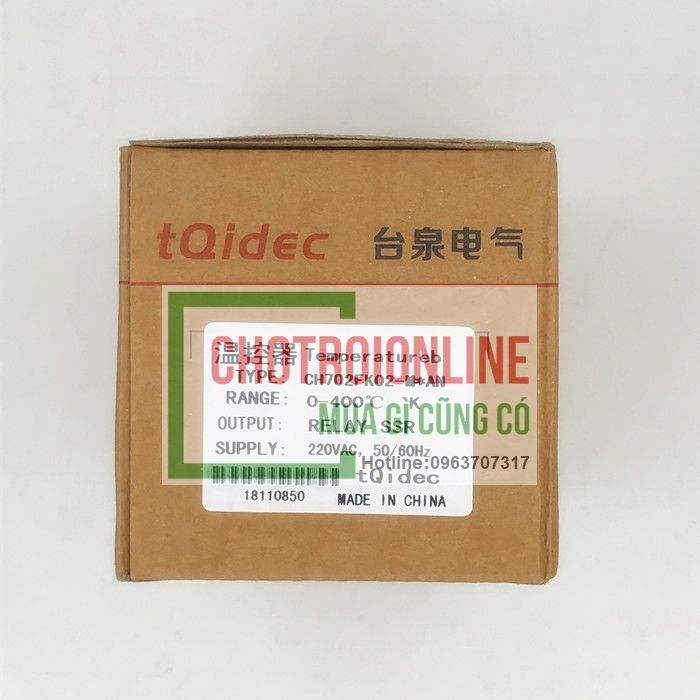 tQidec 台泉电气
CHOTROIONLINE
MUA GÌ CŨNG CÓ
Hotline:0963707317
温控器 Temperatureb
TYPE: CH702FK02-M*AN
RANGE: 0-400℃ K
OUTPUT: RELAY SSR
SUPPLY: 220VAC, 50/60Hz
tQidec
18110850 MADE IN CHINA